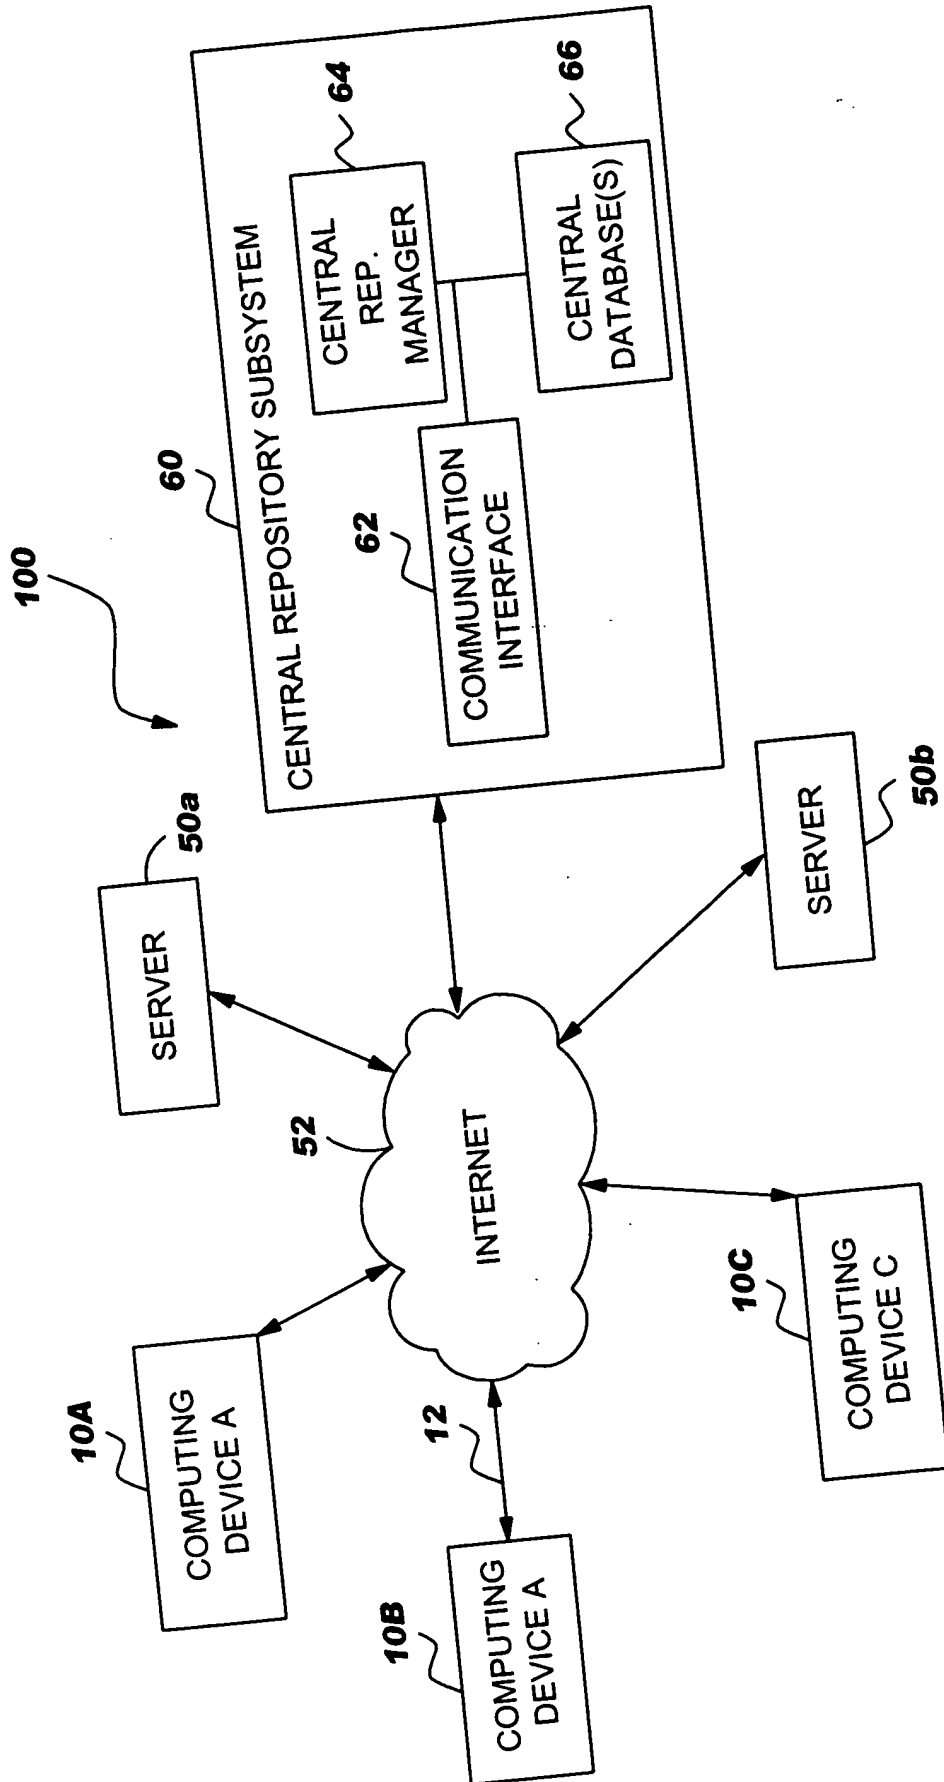 100
60
CENTRAL REPOSITORY SUBSYSTEM
64
CENTRAL
REP.
MANAGER
62
COMMUNICATION
INTERFACE
66
CENTRAL
DATABASE(S)
50a
SERVER
52
INTERNET
50b
SERVER
10A
COMPUTING
DEVICE A
12
10B
COMPUTING
DEVICE A
10C
COMPUTING
DEVICE C